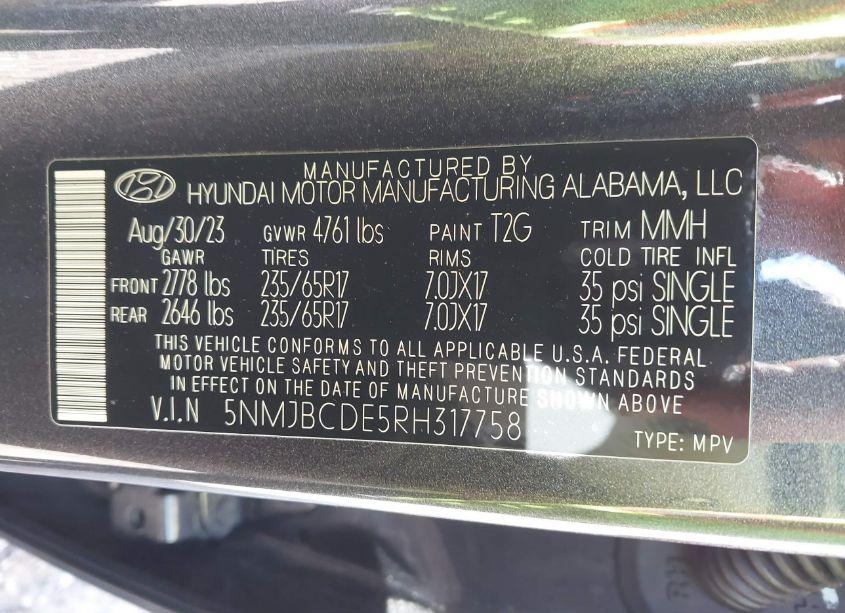 MANUFACTURED BY
HYUNDAI MOTOR MANUFACTURING ALABAMA, LLC
Aug/30/23 GVWR 4761 lbs PAINT T2G TRIM MMH
GAWR TIRES RIMS COLD TIRE INFL
FRONT 2778 lbs 235/65R17 7.0JX17 35 psi SINGLE
REAR 2646 lbs 235/65R17 7.0JX17 35 psi SINGLE
THIS VEHICLE CONFORMS TO ALL APPLICABLE U.S.A. FEDERAL
MOTOR VEHICLE SAFETY AND THEFT PREVENTION STANDARDS
IN EFFECT ON THE DATE OF MANUFACTURE SHOWN ABOVE
V.I.N 5NMJBCDE5RH317758
TYPE: MPV